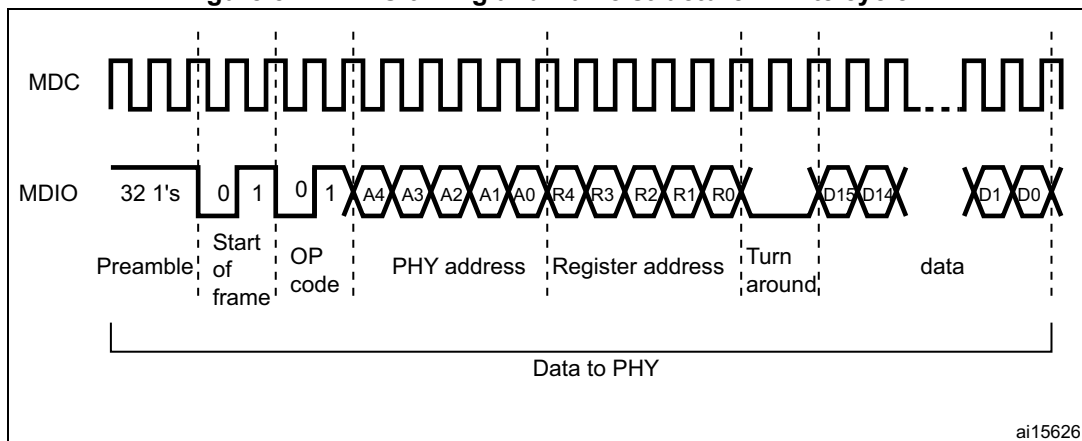 MDC
MDIO
32 1's 0 1 0 1 A4 A3 A2 A1 A0 R4 R3 R2 R1 R0 D15 D14 D1 D0
Preamble
Start
of
frame
OP
code
PHY address
Register address
Turn
around
data
Data to PHY
ai15626